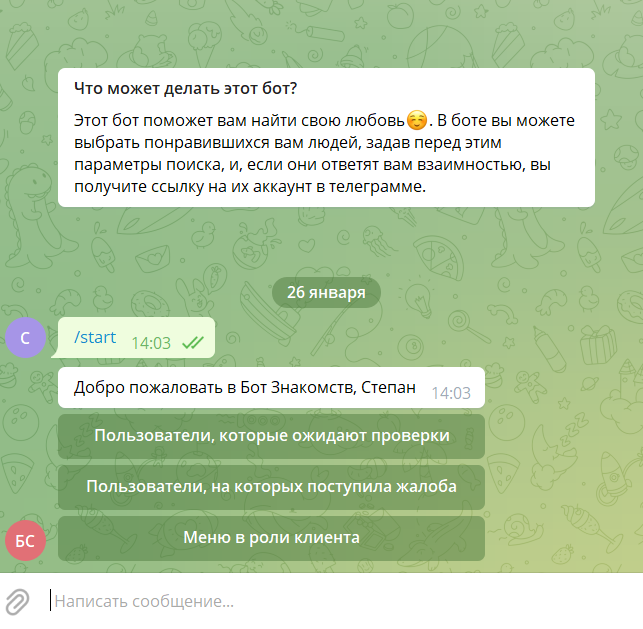 Что может делать этот бот?
Этот бот поможет вам найти свою любовь☺️. В боте вы можете
выбрать понравившихся вам людей, задав перед этим
параметры поиска, и, если они ответят вам взаимностью, вы
получите ссылку на их аккаунт в телеграмме.
26 января
С
/start 14:03
Добро пожаловать в Бот Знакомств, Степан 14:03
Пользователи, которые ожидают проверки
Пользователи, на которых поступила жалоба
БС
Меню в роли клиента
Написать сообщение...